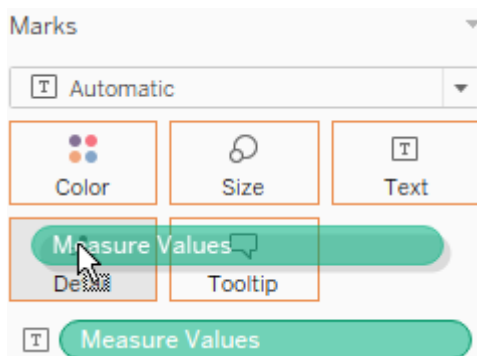 Marks
T Automatic
Color Size T Text
Measure Values
Tooltip
T Measure Values